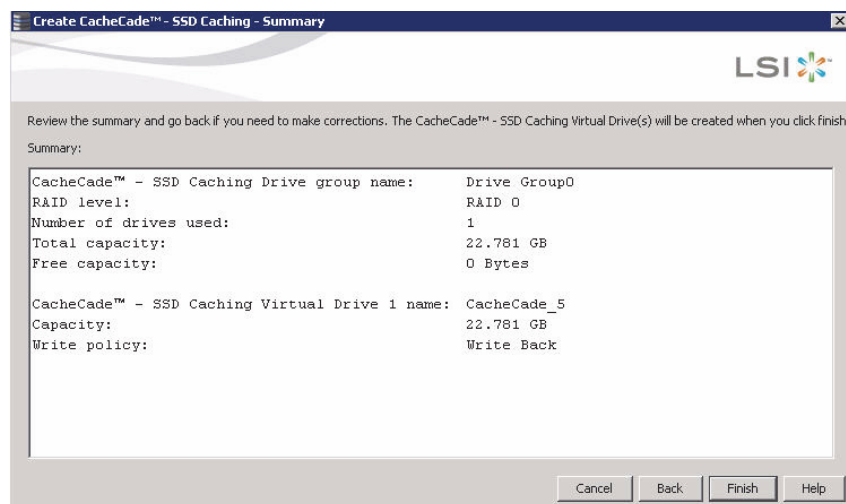 Create CacheCade™ - SSD Caching - Summary
LSI
Review the summary and go back if you need to make corrections. The CacheCade™ - SSD Caching Virtual Drive(s) will be created when you click finish
Summary:
CacheCade™ - SSD Caching Drive group name: Drive Group0
RAID level: RAID 0
Number of drives used: 1
Total capacity: 22.781 GB
Free capacity: 0 Bytes
CacheCade™ - SSD Caching Virtual Drive 1 name: CacheCade_5
Capacity: 22.781 GB
Write policy: Write Back
Cancel Back Finish Help